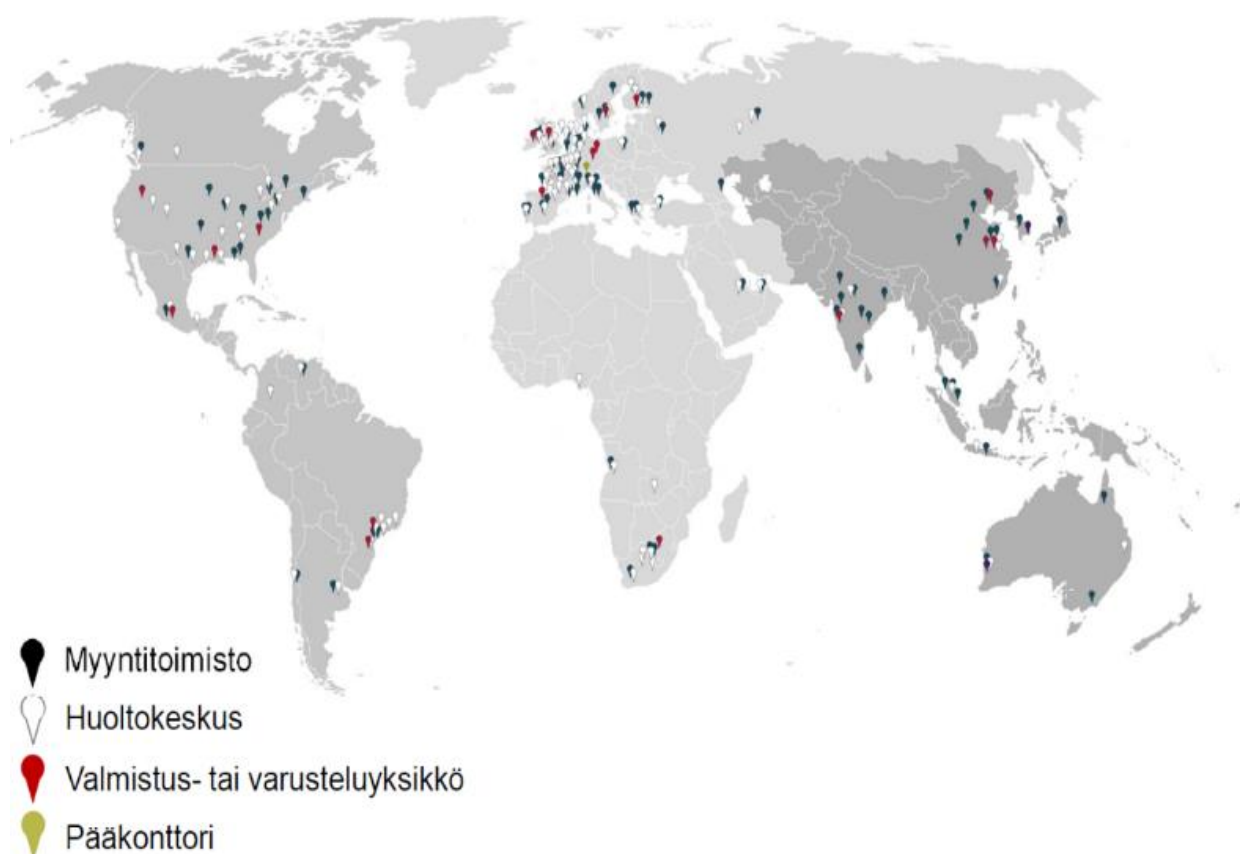 Myyntitoimisto
Huoltokeskus
Valmistus- tai varusteluyksikkö
Pääkonttori